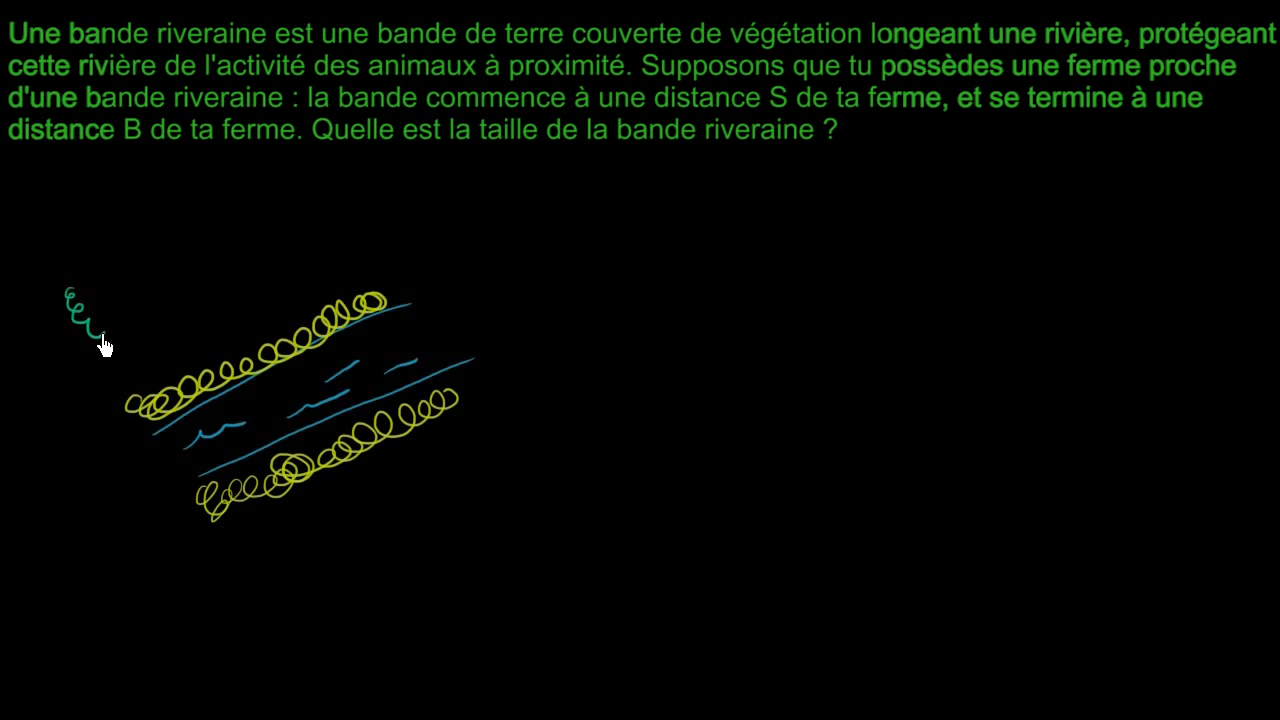 Une bande riveraine est une bande de terre couverte de végétation longeant une rivière, protégeant
cette rivière de l'activité des animaux à proximité. Supposons que tu possèdes une ferme proche
d'une bande riveraine : la bande commence à une distance S de ta ferme, et se termine à une
distance B de ta ferme. Quelle est la taille de la bande riveraine ?